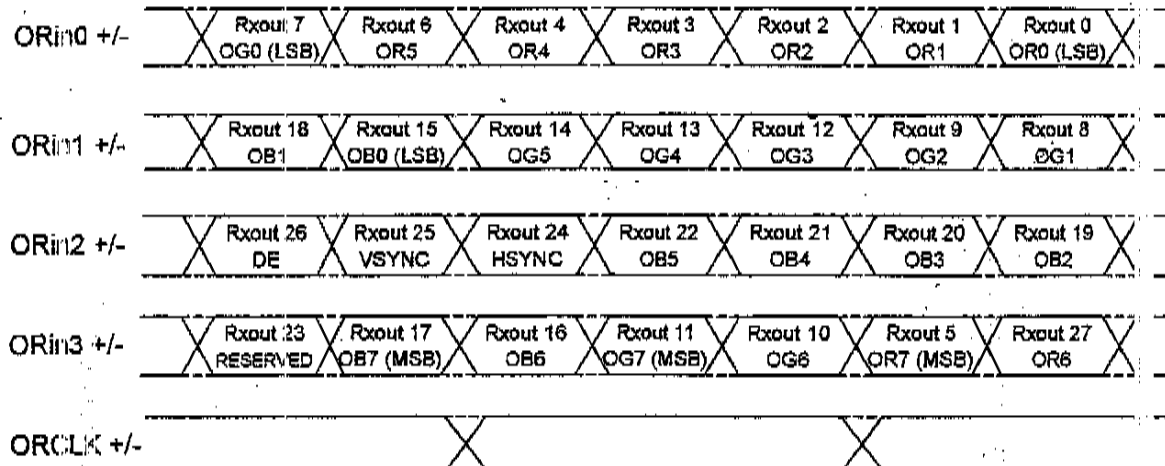 ORin0 +/- Rxout 7 Rxout 6 Rxout 4 Rxout 3 Rxout 2 Rxout 1 Rxout 0
OG0 (LSB) OR5 OR4 OR3 OR2 OR1 OR0 (LSB)
ORin1 +/- Rxout 18 Rxout 15 Rxout 14 Rxout 13 Rxout 12 Rxout 9 Rxout 8
OB1 OB0 (LSB) OG5 OG4 OG3 OG2 OG1
ORin2 +/- Rxout 26 Rxout 25 Rxout 24 Rxout 22 Rxout 21 Rxout 20 Rxout 19
DE VSYNC HSYNC OB5 OB4 OB3 OB2
ORin3 +/- Rxout 23 Rxout 17 Rxout 16 Rxout 11 Rxout 10 Rxout 5 Rxout 27
RESERVED OB7 (MSB) OB6 OG7 (MSB) OG6 OR7 (MSB) OR6
ORCLK +/-